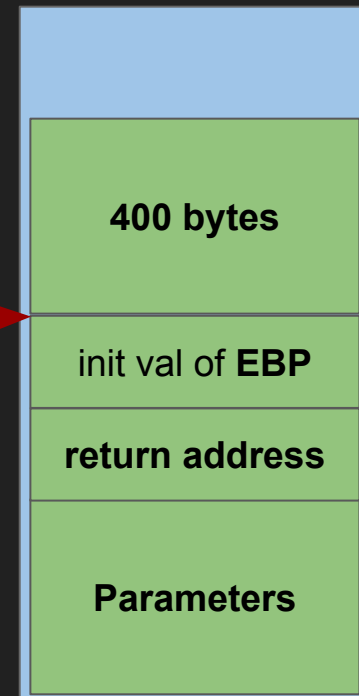 400 bytes
init val of EBP
return address
Parameters